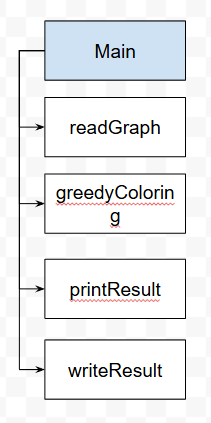 Main
readGraph
greedyColorin
g
printResult
writeResult